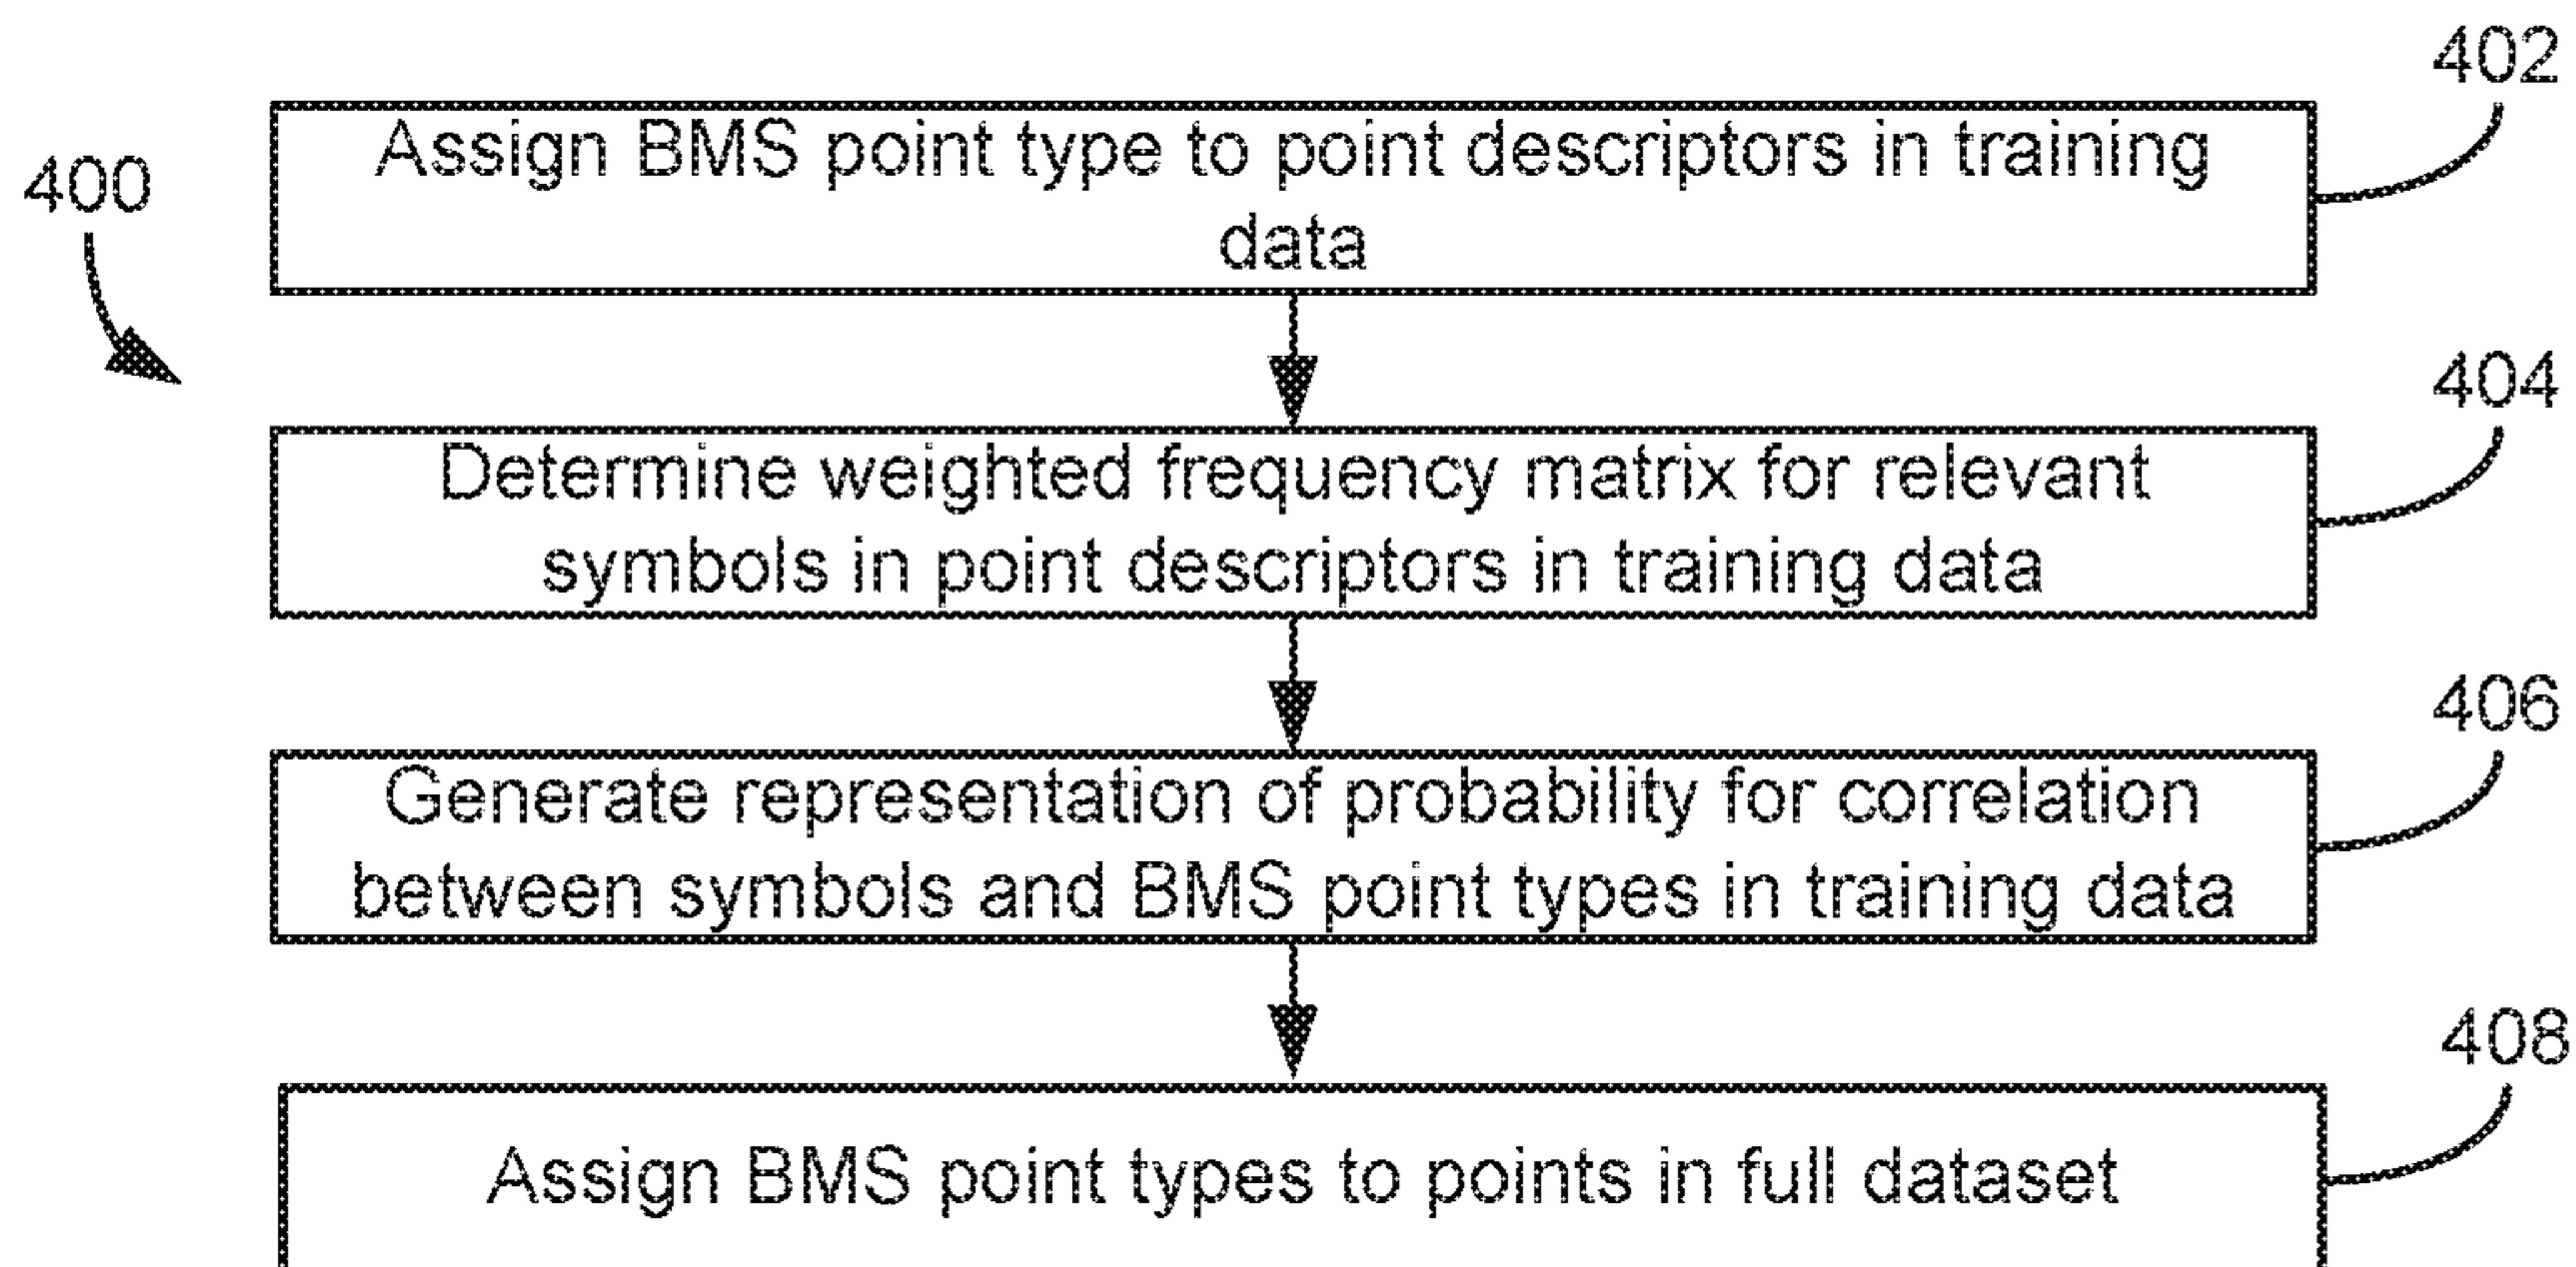 402
Assign BMS point type to point descriptors in training
data
400
404
Determine weighted frequency matrix for relevant
symbols in point descriptors in training data
406
Generate representation of probability for correlation
between symbols and BMS point types in training data
408
Assign BMS point types to points in full dataset